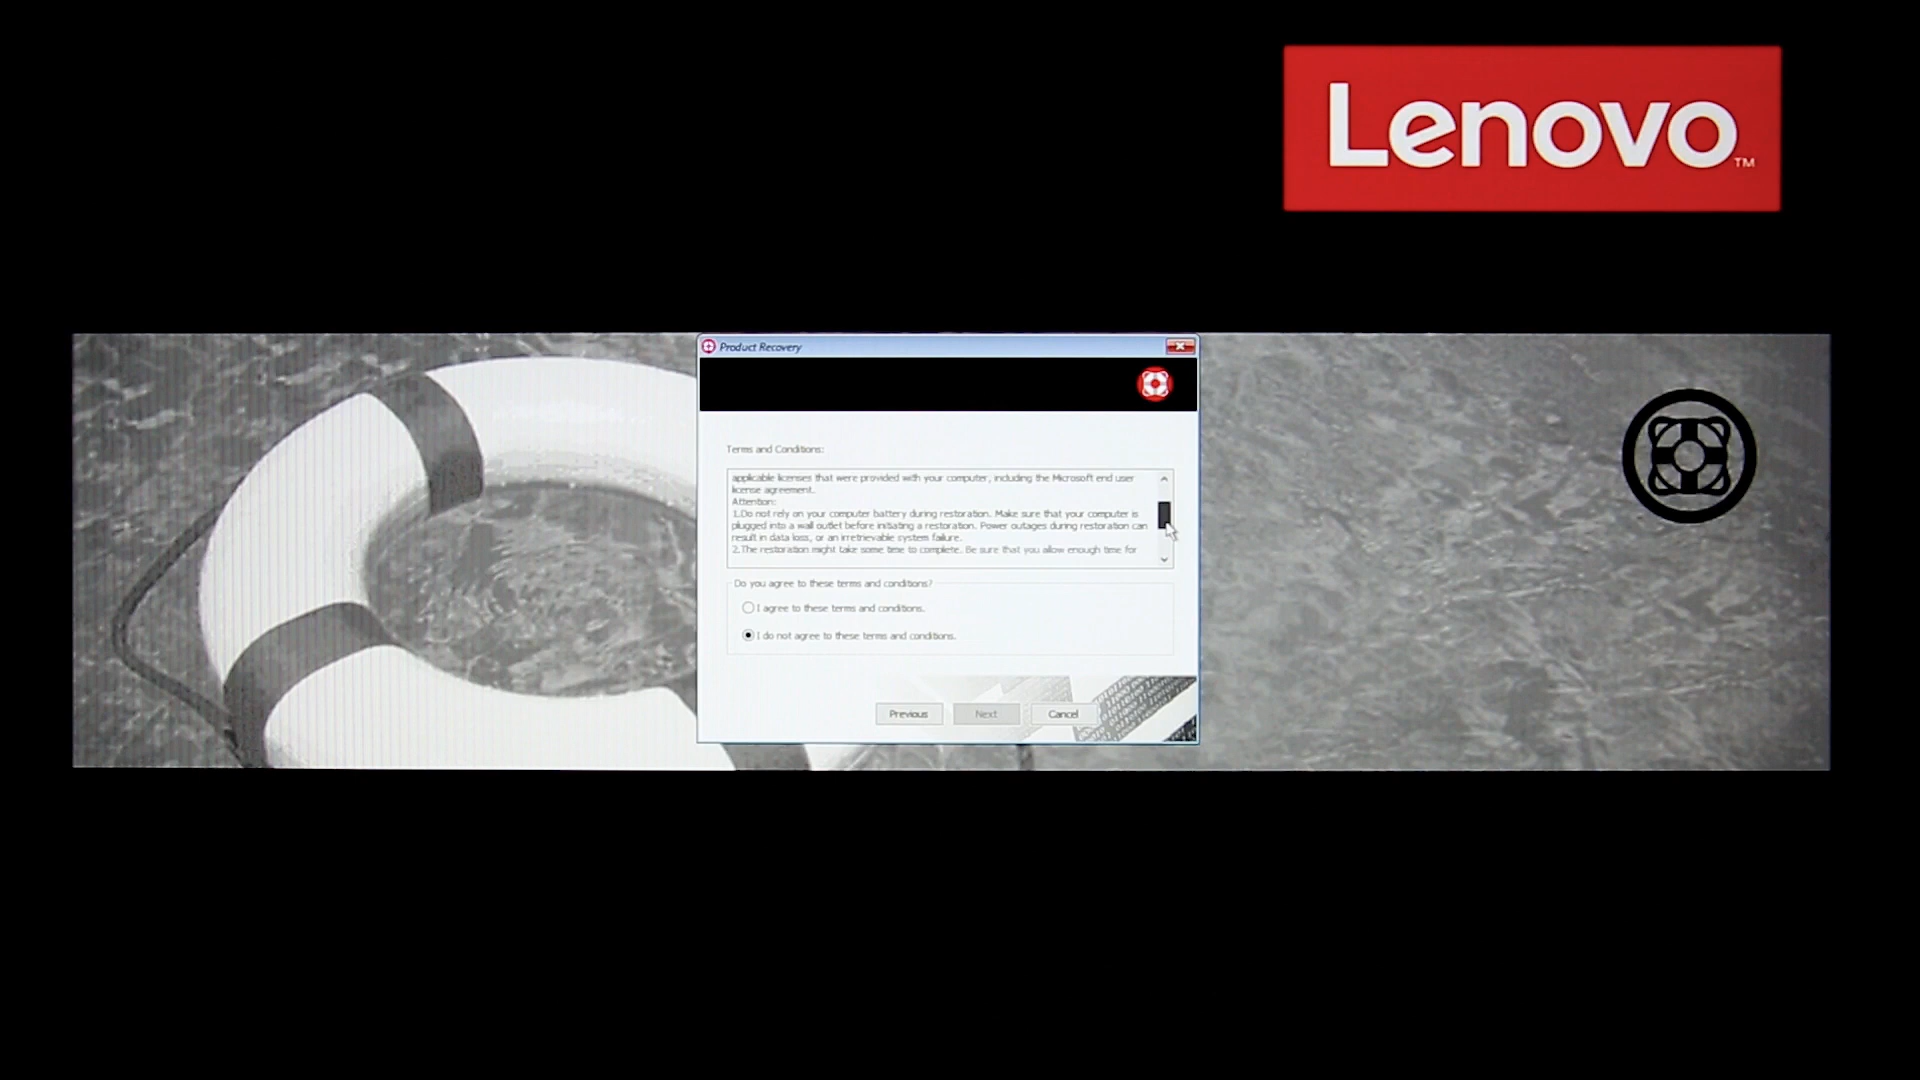 Lenovo™
Product Recovery
Terms and Conditions:
applicable licenses that were provided with your computer, including the Microsoft end user
license agreement.
Attention:
1.Do not rely on your computer battery during restoration. Make sure that your computer is
plugged into a wall outlet before initiating a restoration. Power outages during restoration can
result in data loss, or an irretrievable system failure.
2.The restoration might take some time to complete. Be sure that you allow enough time for
Do you agree to these terms and conditions?
I agree to these terms and conditions.
I do not agree to these terms and conditions.
Previous
Next
Cancel